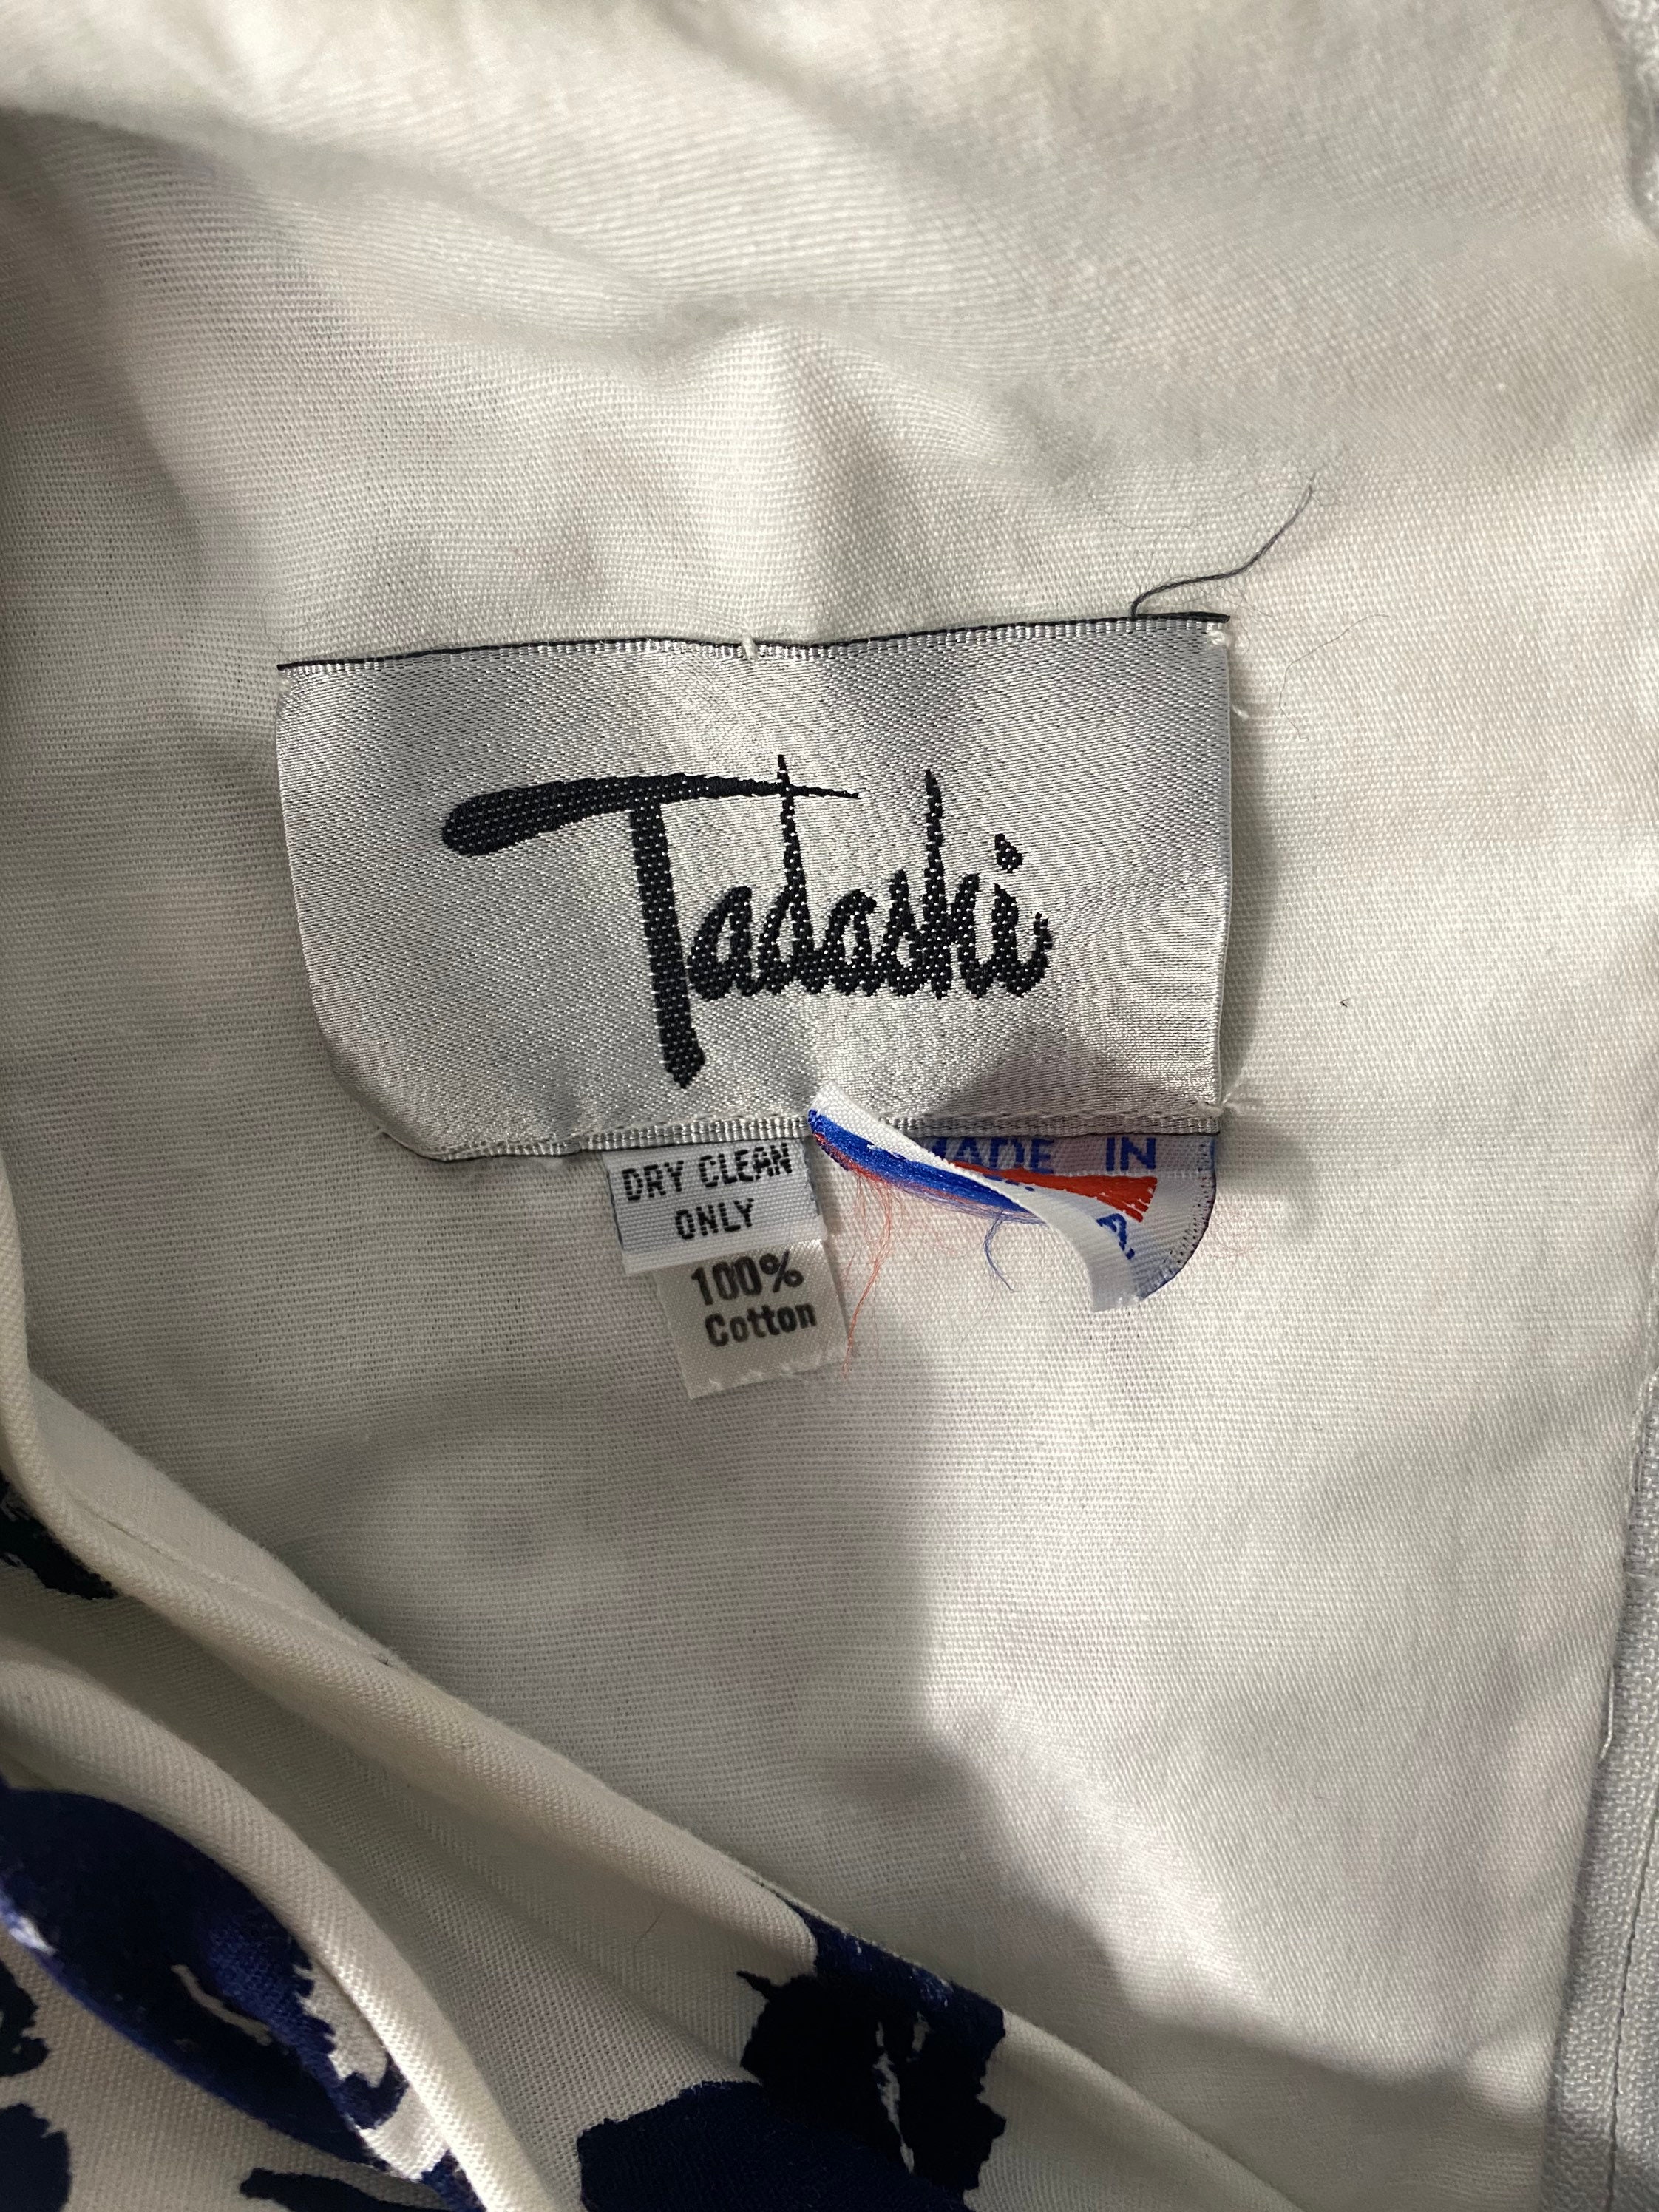 Tadashi
DRY CLEAN
ONLY
100%
Cotton
MADE IN
A.